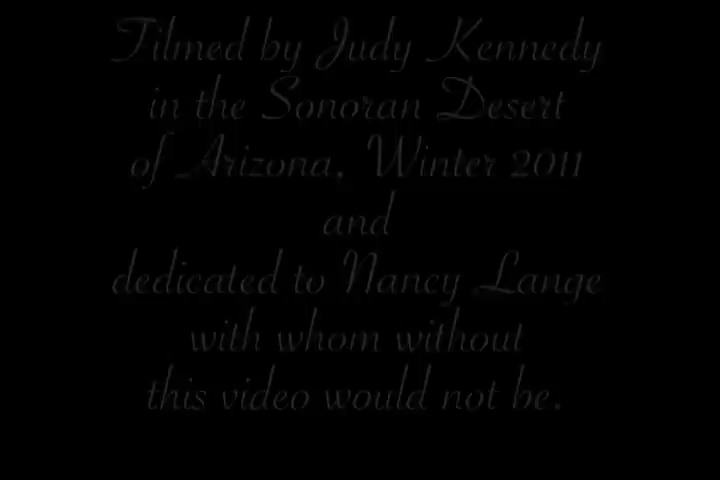 Filmed by Judy Kennedy
in the Sonoran Desert
of Arizona, Winter 2011
and
dedicated to Nancy Lange
with whom without
this video would not be.